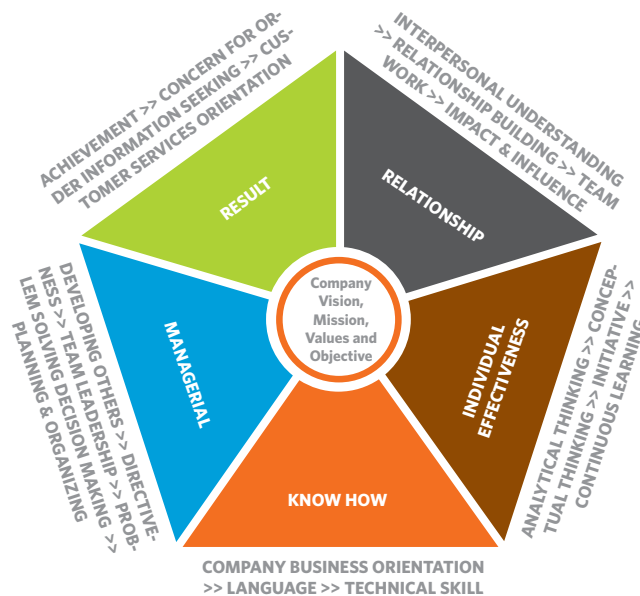 ACHIEVEMENT >> CONCERN FOR OR-
DER INFORMATION SEEKING >> CUS-
TOMER SERVICES ORIENTATION
INTERPERSONAL UNDERSTANDING
>> RELATIONSHIP BUILDING >> TEAM
WORK >> IMPACT & INFLUENCE
RESULT
RELATIONSHIP
Company
Vision,
Mission,
Values and
Objective
DEVELOPING OTHERS >> DIRECTIVE-
NESS >> TEAM LEADERSHIP >> PROB-
LEM SOLVING DECISION MAKING >>
PLANNING & ORGANIZING
MANAGERIAL
INDIVIDUAL
EFFECTIVENESS
ANALYTICAL THINKING >> CONCEP-
TUAL THINKING >> INITIATIVE >>
CONTINUOUS LEARNING
KNOW HOW
COMPANY BUSINESS ORIENTATION
>> LANGUAGE >> TECHNICAL SKILL